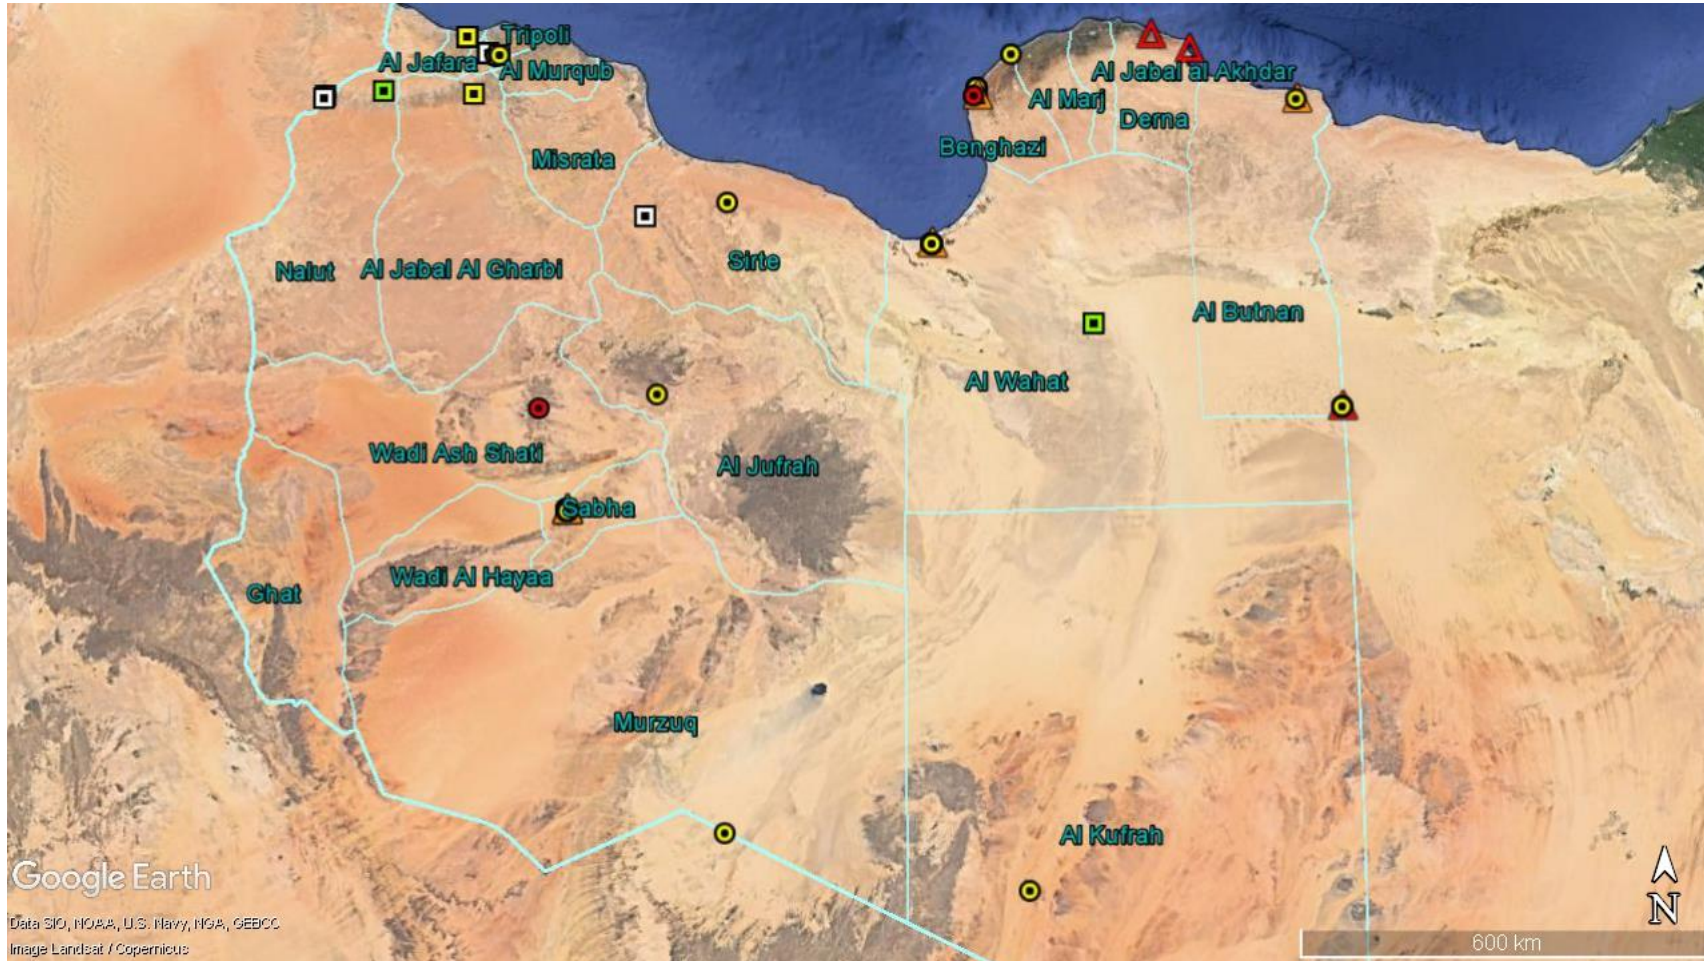 Tripoli
Al Jafara
Al Murqub
Al Jabal al Akhdar
Al Marj
Derna
Benghazi
Misrata
Nalut
Al Jabal Al Gharbi
Sirte
Al Butnan
Al Wahat
Wadi Ash Shati
Al Jufrah
Sabha
Wadi Al Hayaa
Ghat
Murzuq
Al Kufrah
Google Earth
N
Data SIO, NOAA, U.S. Navy, NGA, GEBCO
600 km
Image Landsat / Copernicus